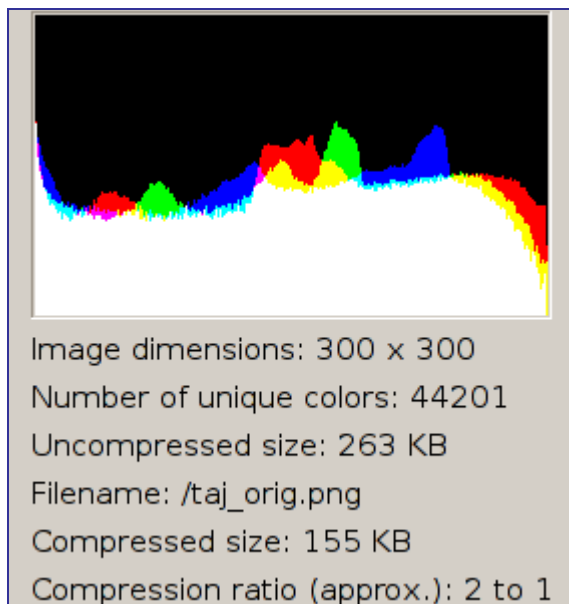 Image dimensions: 300 x 300
Number of unique colors: 44201
Uncompressed size: 263 KB
Filename: /taj_orig.png
Compressed size: 155 KB
Compression ratio (approx.): 2 to 1